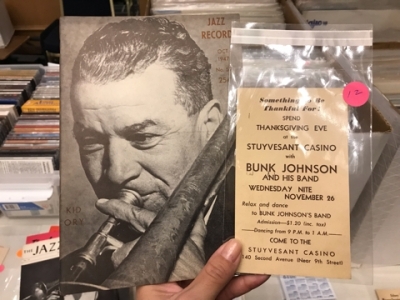 JAZZ
RECORD
KID
ORY
Something to Be
Thankful For!
SPEND
THANKSGIVING EVE
at the
STUYVESANT CASINO
with
BUNK JOHNSON
AND HIS BAND
WEDNESDAY NITE
NOVEMBER 26
Relax and dance
to BUNK JOHNSON'S BAND
Admission—$1.20 (inc. tax)
Dancing from 9 P.M. to 1 A.M.
COME TO THE
STUYVESANT CASINO
140 Second Avenue (Near 9th Street)
THE JAZZ